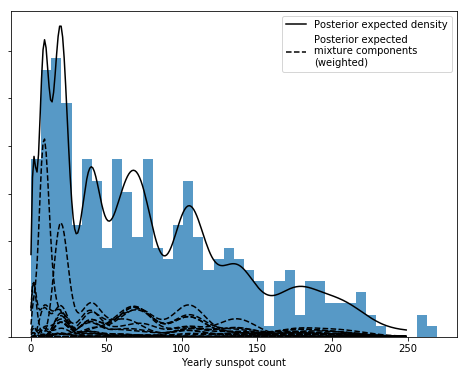 Posterior expected density
Posterior expected
mixture components
(weighted)
0
50
100
150
200
250
Yearly sunspot count